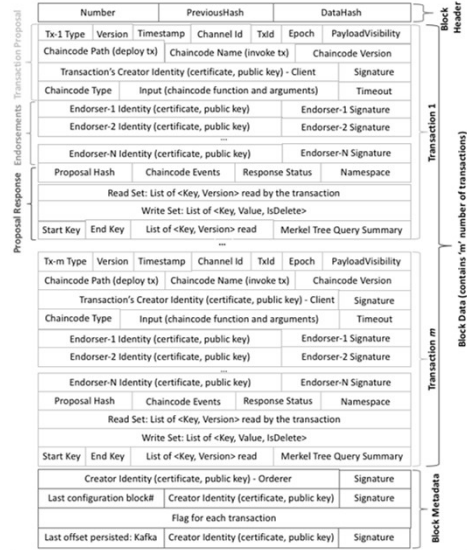 Number PreviousHash DataHash
Block Header
Transaction Proposal
Tx-1 Type Version Timestamp Channel Id TxId Epoch PayloadVisibility
Chaincode Path (deploy tx) Chaincode Name (invoke tx) Chaincode Version
Transaction's Creator Identity (certificate, public key) - Client Signature
Chaincode Type Input (chaincode function and arguments) Timeout
Endorsements
Endorser-1 Identity (certificate, public key) Endorser-1 Signature
Endorser-2 Identity (certificate, public key) Endorser-2 Signature
...
Endorser-N Identity (certificate, public key) Endorser-N Signature
Proposal Response
Proposal Hash Chaincode Events Response Status Namespace
Read Set: List of <Key, Version> read by the transaction
Write Set: List of <Key, Value, IsDelete>
Start Key End Key List of <Key, Version> read Merkel Tree Query Summary
Transaction 1
...
Tx-m Type Version Timestamp Channel Id TxId Epoch PayloadVisibility
Chaincode Path (deploy tx) Chaincode Name (invoke tx) Chaincode Version
Transaction's Creator Identity (certificate, public key) - Client Signature
Chaincode Type Input (chaincode function and arguments) Timeout
Endorser-1 Identity (certificate, public key) Endorser-1 Signature
Endorser-2 Identity (certificate, public key) Endorser-2 Signature
...
Endorser-N Identity (certificate, public key) Endorser-N Signature
Proposal Hash Chaincode Events Response Status Namespace
Read Set: List of <Key, Version> read by the transaction
Write Set: List of <Key, Value, IsDelete>
Start Key End Key List of <Key, Version> read Merkel Tree Query Summary
Transaction m
Block Data (contains 'm' number of transactions)
Creator Identity (certificate, public key) - Orderer Signature
Last configuration block# Creator Identity (certificate, public key) Signature
Flag for each transaction
Last offset persisted: Kafka Creator Identity (certificate, public key) Signature
Block Metadata